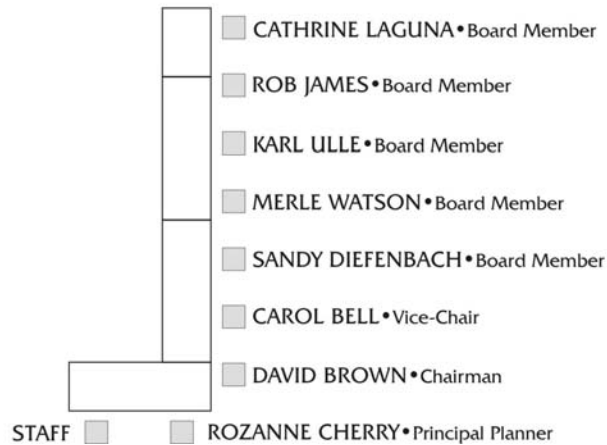 CATHRINE LAGUNA•Board Member
ROB JAMES•Board Member
KARL ULLE•Board Member
MERLE WATSON•Board Member
SANDY DIEFENBACH•Board Member
CAROL BELL•Vice-Chair
DAVID BROWN•Chairman
STAFF ROZANNE CHERRY•Principal Planner